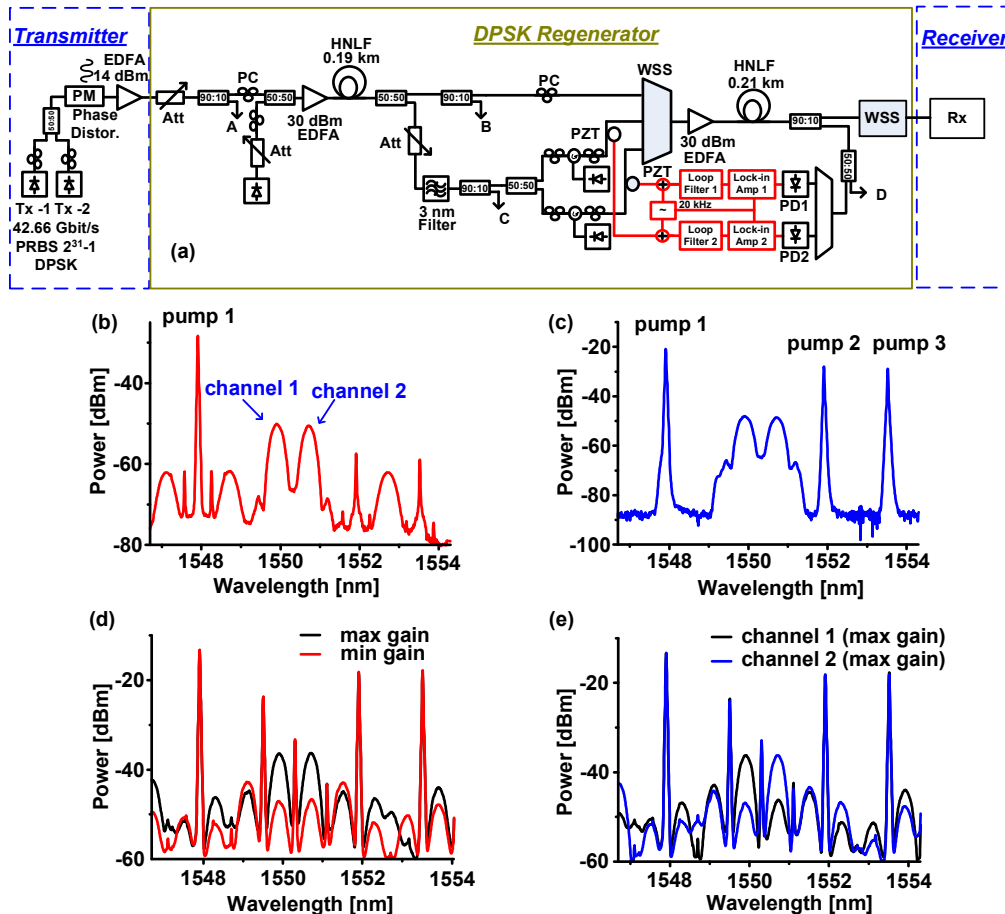 Transmitter
DPSK Regenerator
Receiver
EDFA
14 dBm
PM
Phase
Distor.
50:50
Tx -1 Tx -2
42.66 Gbit/s
PRBS 2³¹-1
DPSK
Att
90:10
A
PC
50:50
Att
30 dBm
EDFA
HNLF
0.19 km
50:50
90:10
B
PC
Att
3 nm
Filter
90:10
C
50:50
PZT
PZT
WSS
30 dBm
EDFA
HNLF
0.21 km
90:10
50:50
D
WSS
Rx
Loop
Filter 1
Lock-in
Amp 1
PD1
~
20 kHz
Loop
Filter 2
Lock-in
Amp 2
PD2
(a)
(b)
pump 1
channel 1
channel 2
Power [dBm]
-40
-60
-80
1548 1550 1552 1554
Wavelength [nm]
(c)
pump 1
pump 2
pump 3
Power [dBm]
-20
-40
-60
-80
-100
1548 1550 1552 1554
Wavelength [nm]
(d)
max gain
min gain
Power [dBm]
-20
-40
-60
1548 1550 1552 1554
Wavelength [nm]
(e)
channel 1 (max gain)
channel 2 (max gain)
Power [dBm]
-20
-40
-60
1548 1550 1552 1554
Wavelength [nm]